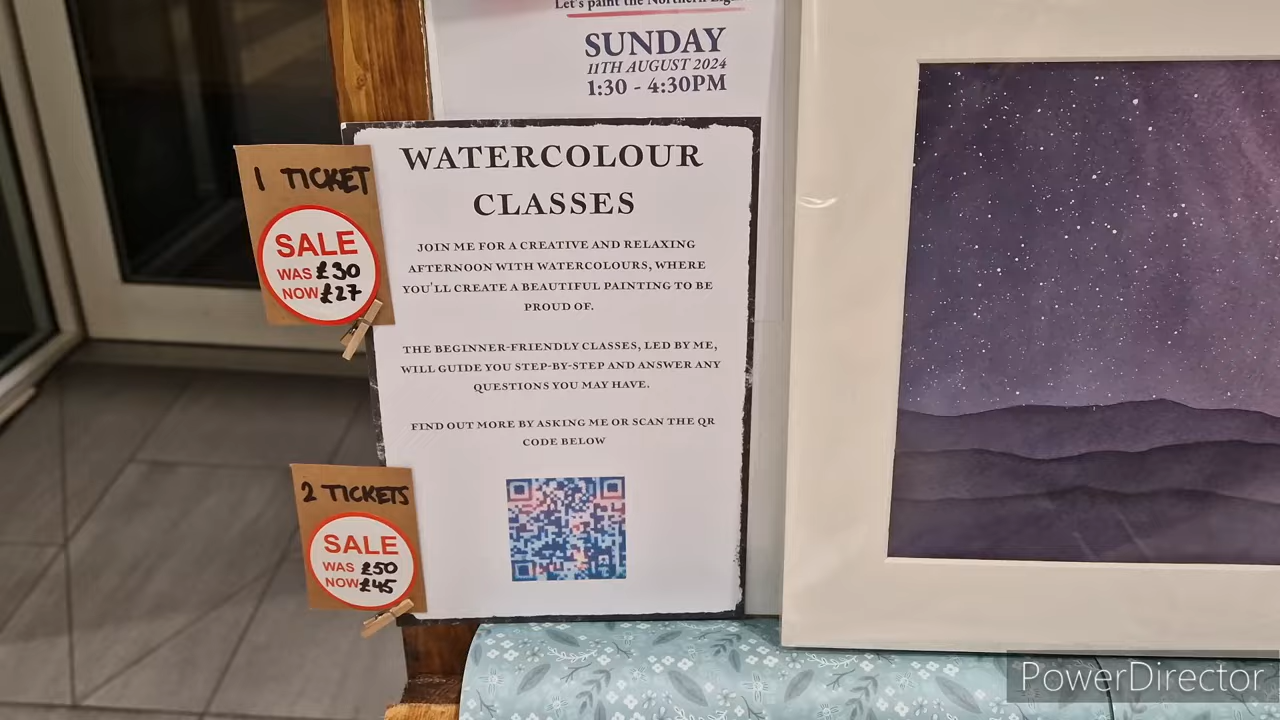 Let's paint the Northern
SUNDAY
11TH AUGUST 2024
1:30 - 4:30PM
WATERCOLOUR
CLASSES
JOIN ME FOR A CREATIVE AND RELAXING
AFTERNOON WITH WATERCOLOURS, WHERE
YOU'LL CREATE A BEAUTIFUL PAINTING TO BE
PROUD OF.
THE BEGINNER-FRIENDLY CLASSES, LED BY ME,
WILL GUIDE YOU STEP-BY-STEP AND ANSWER ANY
QUESTIONS YOU MAY HAVE.
FIND OUT MORE BY ASKING ME OR SCAN THE QR
CODE BELOW
1 TICKET
SALE
WAS £30
NOW £27
2 TICKETS
SALE
WAS £50
NOW £45
PowerDirector